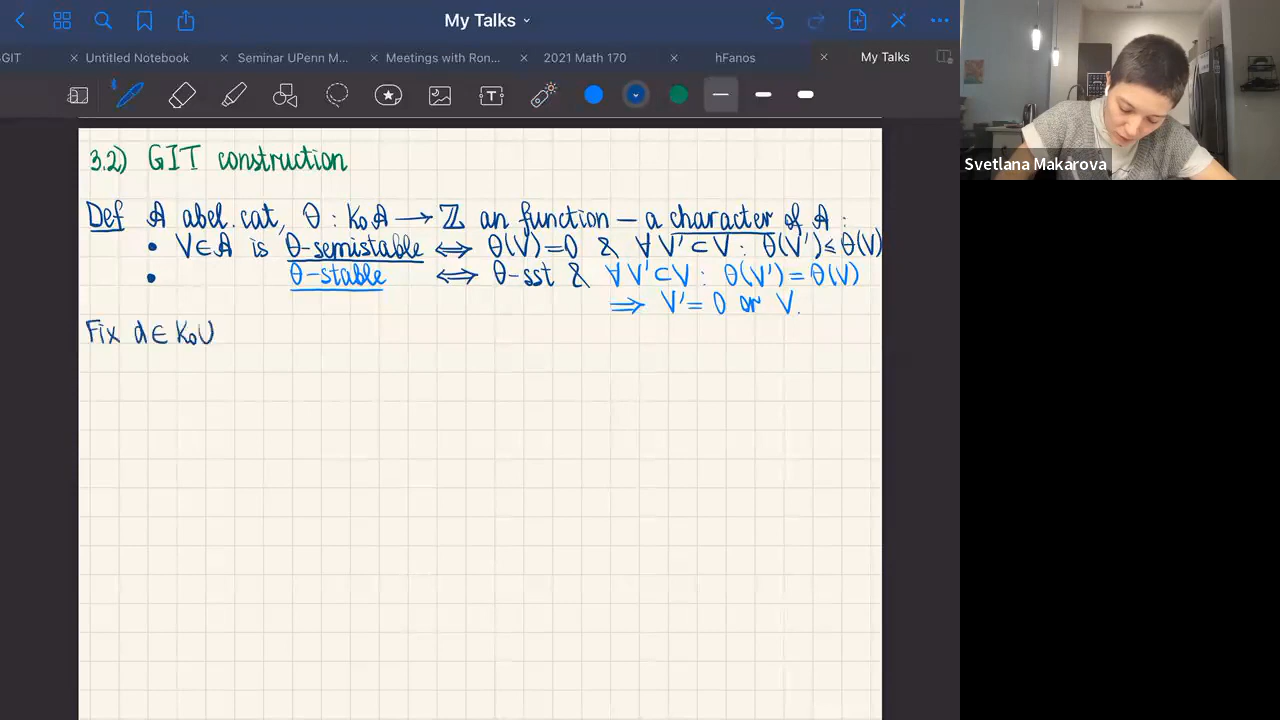 My Talks
GIT
Untitled Notebook
Seminar UPenn M...
Meetings with Ron...
2021 Math 170
hFanos
My Talks
Svetlana Makarova
3.2) GIT construction
Def A abel. cat, θ : K₀A → ℤ an function – a character of A :
• V ∈ A is θ-semistable ⟺ θ(V)=0 & ∀ V' ⊂ V : θ(V') ≤ θ(V)
• θ-stable ⟺ θ-sst & ∀ V' ⊂ V : θ(V') = θ(V)
⟹ V' = 0 or V.
Fix d ∈ K₀